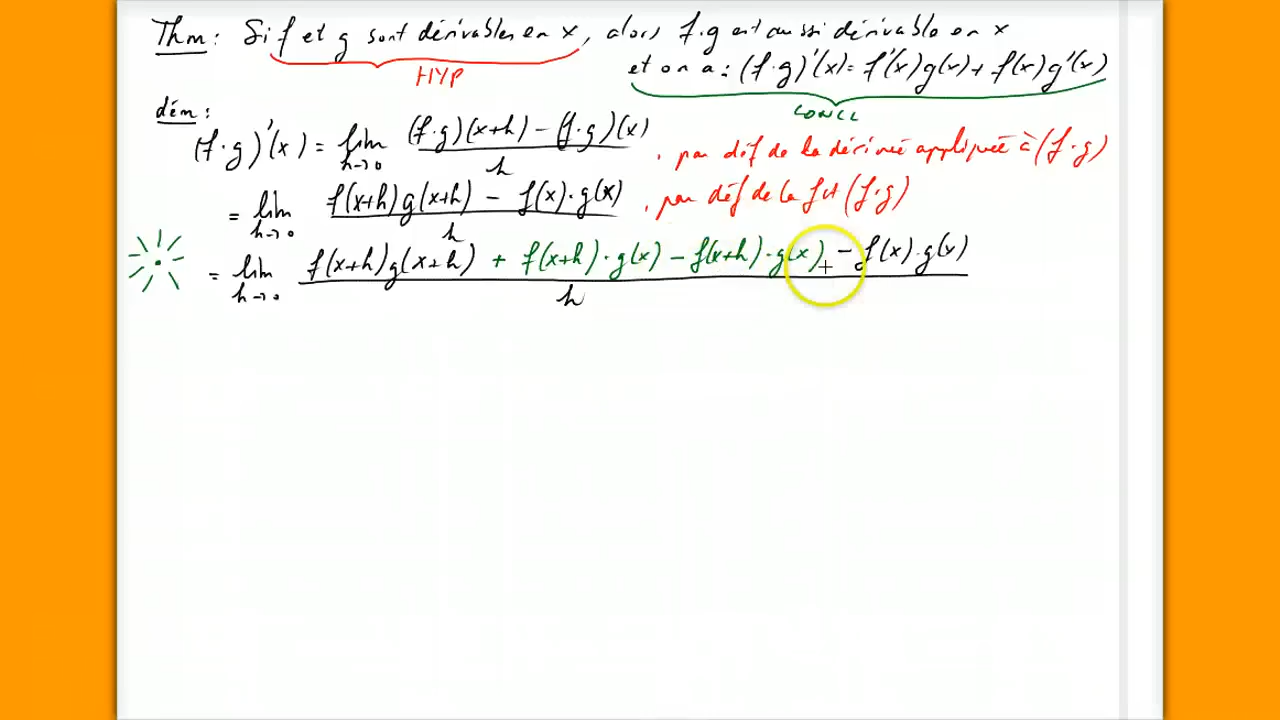 Thm : Si f et g sont dérivables en x, alors f·g est aussi dérivable en x
HYP
et on a : (f·g)'(x) = f'(x)g(x) + f(x)g'(x)
CONCL
dém :
(f·g)'(x) = lim h→0 ((f·g)(x+h) − (f·g)(x)) / h , par déf de la dérivée appliquée à (f·g)
= lim h→0 (f(x+h)g(x+h) − f(x)·g(x)) / h , par déf de la fct (f·g)
= lim h→0 (f(x+h)g(x+h) + f(x+h)·g(x) − f(x+h)·g(x) − f(x)·g(x)) / h